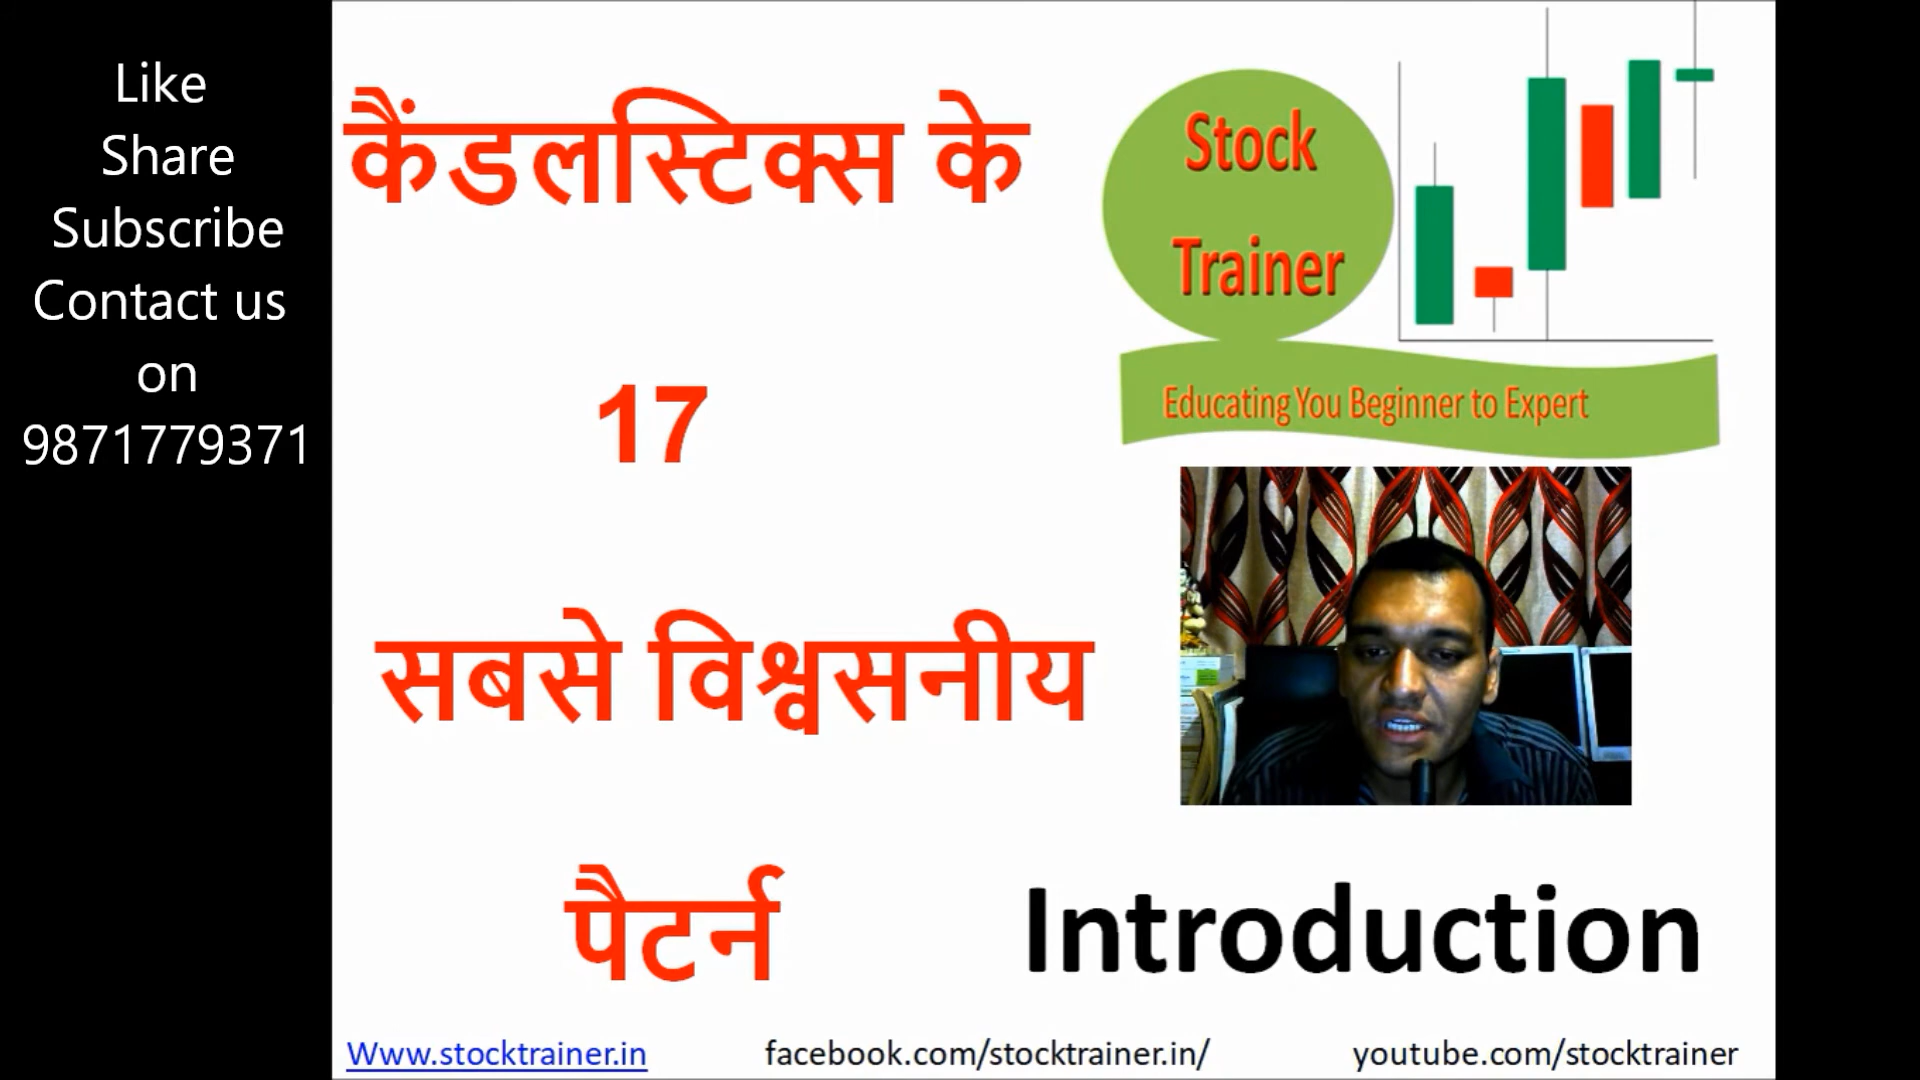 Like
Share
Subscribe
Contact us
on
9871779371
कैंडलस्टिक्स के
17
सबसे विश्वसनीय
पैटर्न
Stock
Trainer
Educating You Beginner to Expert
Introduction
Www.stocktrainer.in
facebook.com/stocktrainer.in/
youtube.com/stocktrainer